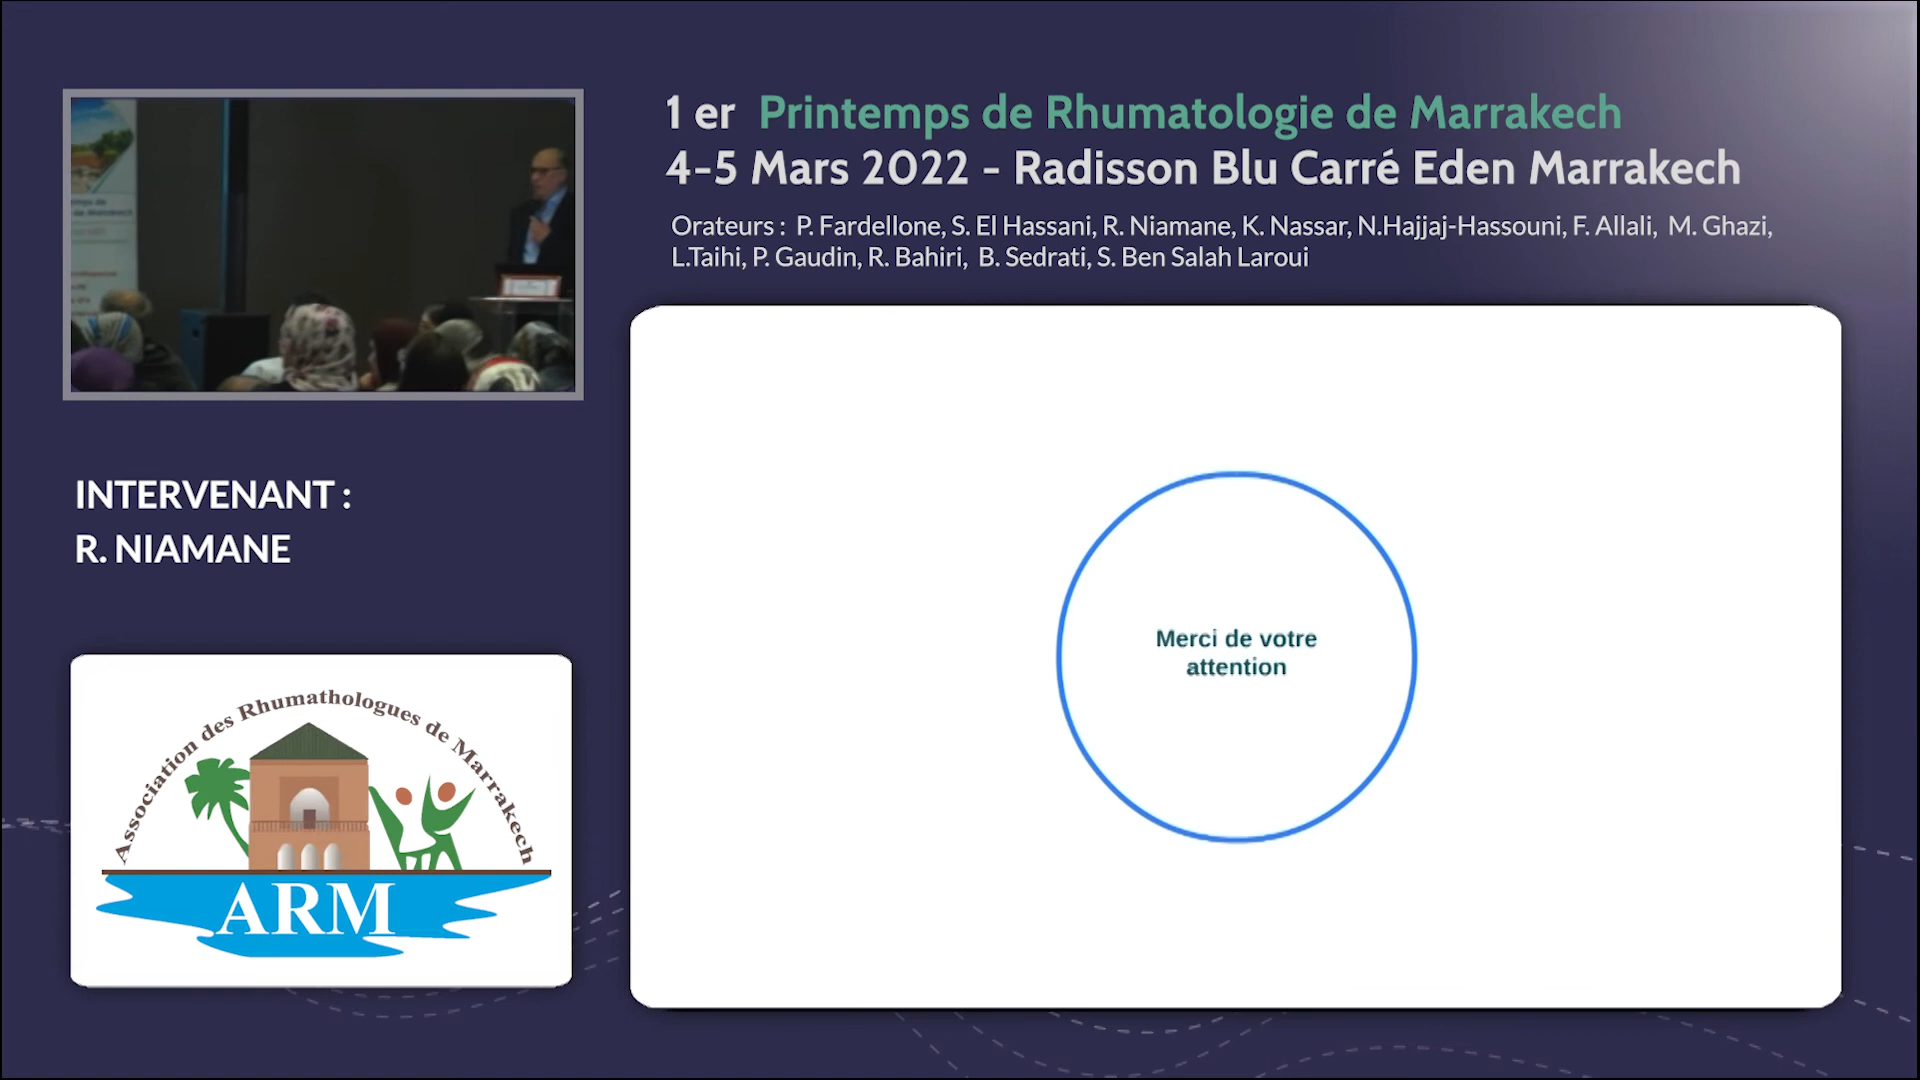 1 er Printemps de Rhumatologie de Marrakech
4-5 Mars 2022 - Radisson Blu Carré Eden Marrakech
Orateurs : P. Fardellone, S. El Hassani, R. Niamane, K. Nassar, N.Hajjaj-Hassouni, F. Allali, M. Ghazi,
L.Taihi, P. Gaudin, R. Bahiri, B. Sedrati, S. Ben Salah Laroui
INTERVENANT :
R. NIAMANE
Merci de votre
attention
Association des Rhumathologues de Marrakech
ARM